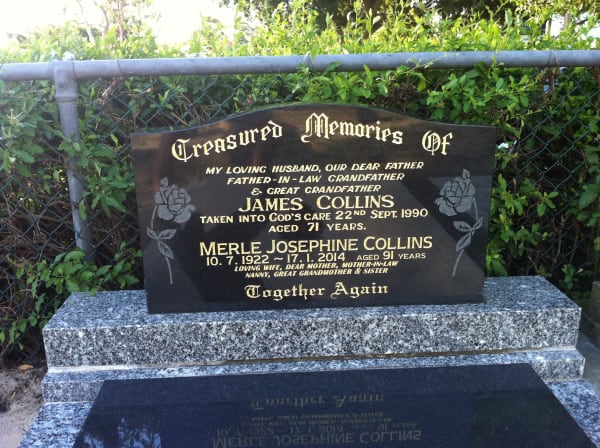 Treasured Memories Of
MY LOVING HUSBAND, OUR DEAR FATHER
FATHER-IN-LAW GRANDFATHER
& GREAT GRANDFATHER
JAMES COLLINS
TAKEN INTO GOD'S CARE 22ND SEPT. 1990
AGED 71 YEARS.
MERLE JOSEPHINE COLLINS
10. 7. 1922 ~ 17. 1. 2014 AGED 91 YEARS
LOVING WIFE, DEAR MOTHER, MOTHER-IN-LAW
NANNY, GREAT GRANDMOTHER & SISTER
Together Again